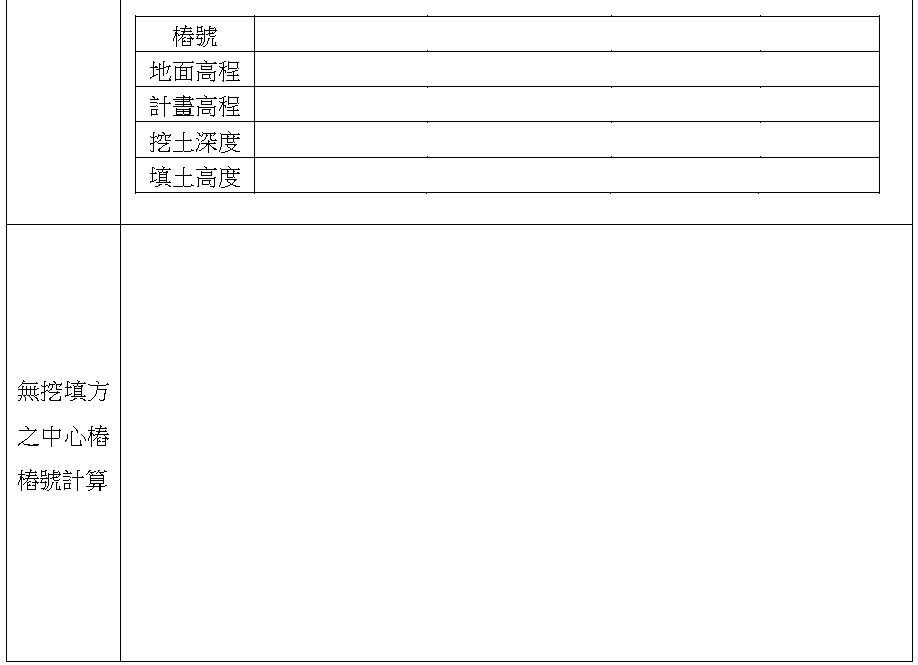 樁號
地面高程
計畫高程
挖土深度
填土高度
無挖填方
之中心樁
樁號計算